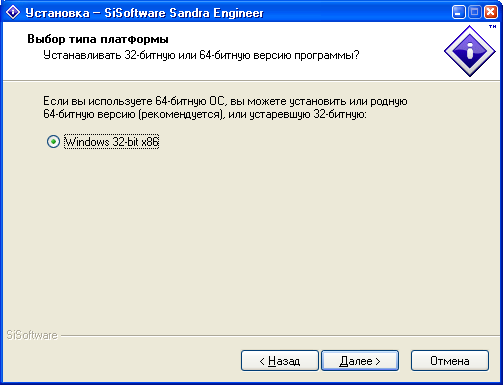 Установка – SiSoftware Sandra Engineer
Выбор типа платформы
Устанавливать 32-битную или 64-битную версию программы?
TM
Если вы используете 64-битную ОС, вы можете установить или родную
64-битную версию (рекомендуется), или устаревшую 32-битную:
Windows 32-bit x86
SiSoftware
< Назад
Далее >
Отмена